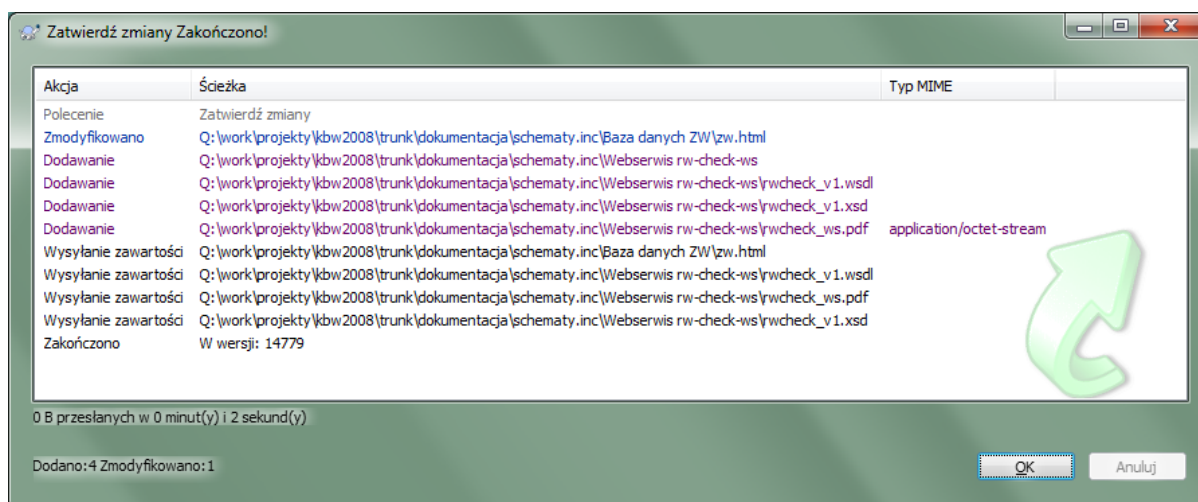 Zatwierdź zmiany Zakończono!
Akcja Ścieżka Typ MIME
Polecenie Zatwierdź zmiany
Zmodyfikowano Q:\work\projekty\kbw2008\trunk\dokumentacja\schematy.inc\Baza danych ZW\zw.html
Dodawanie Q:\work\projekty\kbw2008\trunk\dokumentacja\schematy.inc\Webserwis rw-check-ws
Dodawanie Q:\work\projekty\kbw2008\trunk\dokumentacja\schematy.inc\Webserwis rw-check-ws\rwcheck_v1.wsdl
Dodawanie Q:\work\projekty\kbw2008\trunk\dokumentacja\schematy.inc\Webserwis rw-check-ws\rwcheck_v1.xsd
Dodawanie Q:\work\projekty\kbw2008\trunk\dokumentacja\schematy.inc\Webserwis rw-check-ws\rwcheck_ws.pdf application/octet-stream
Wysyłanie zawartości Q:\work\projekty\kbw2008\trunk\dokumentacja\schematy.inc\Baza danych ZW\zw.html
Wysyłanie zawartości Q:\work\projekty\kbw2008\trunk\dokumentacja\schematy.inc\Webserwis rw-check-ws\rwcheck_v1.wsdl
Wysyłanie zawartości Q:\work\projekty\kbw2008\trunk\dokumentacja\schematy.inc\Webserwis rw-check-ws\rwcheck_ws.pdf
Wysyłanie zawartości Q:\work\projekty\kbw2008\trunk\dokumentacja\schematy.inc\Webserwis rw-check-ws\rwcheck_v1.xsd
Zakończono W wersji: 14779
0 B przesłanych w 0 minut(y) i 2 sekund(y)
Dodano:4 Zmodyfikowano:1
OK Anuluj